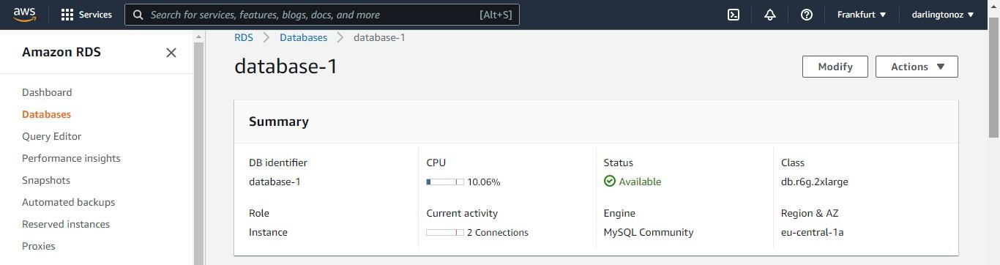 aws Services Search for services, features, blogs, docs, and more [Alt+S] Frankfurt darlingtonoz
RDS Databases database-1
Amazon RDS
database-1
Modify Actions
Dashboard
Databases
Query Editor
Performance insights
Snapshots
Automated backups
Reserved instances
Proxies
Summary
DB identifier CPU Status Class
database-1 10.06% Available db.r6g.2xlarge
Role Current activity Engine Region & AZ
Instance 2 Connections MySQL Community eu-central-1a